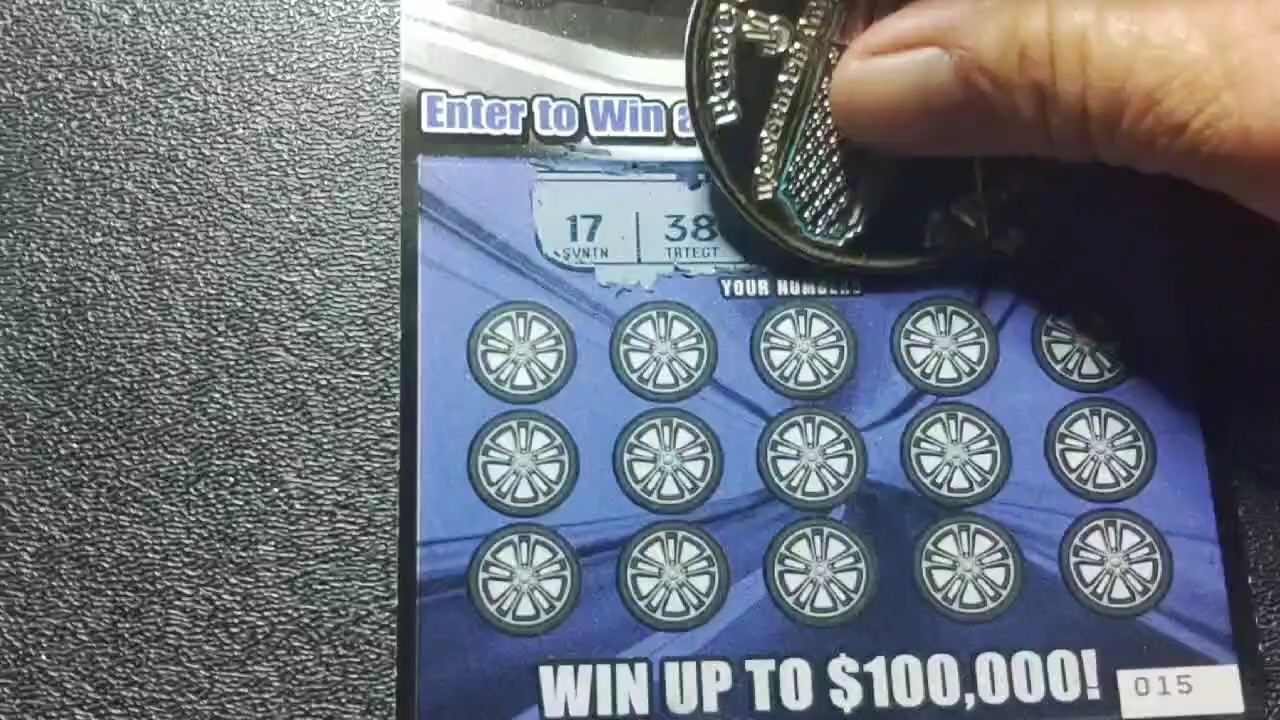 Enter to Win a
17 38
SVNTN TRTEGT
YOUR NUMBERS
WIN UP TO $100,000!
015